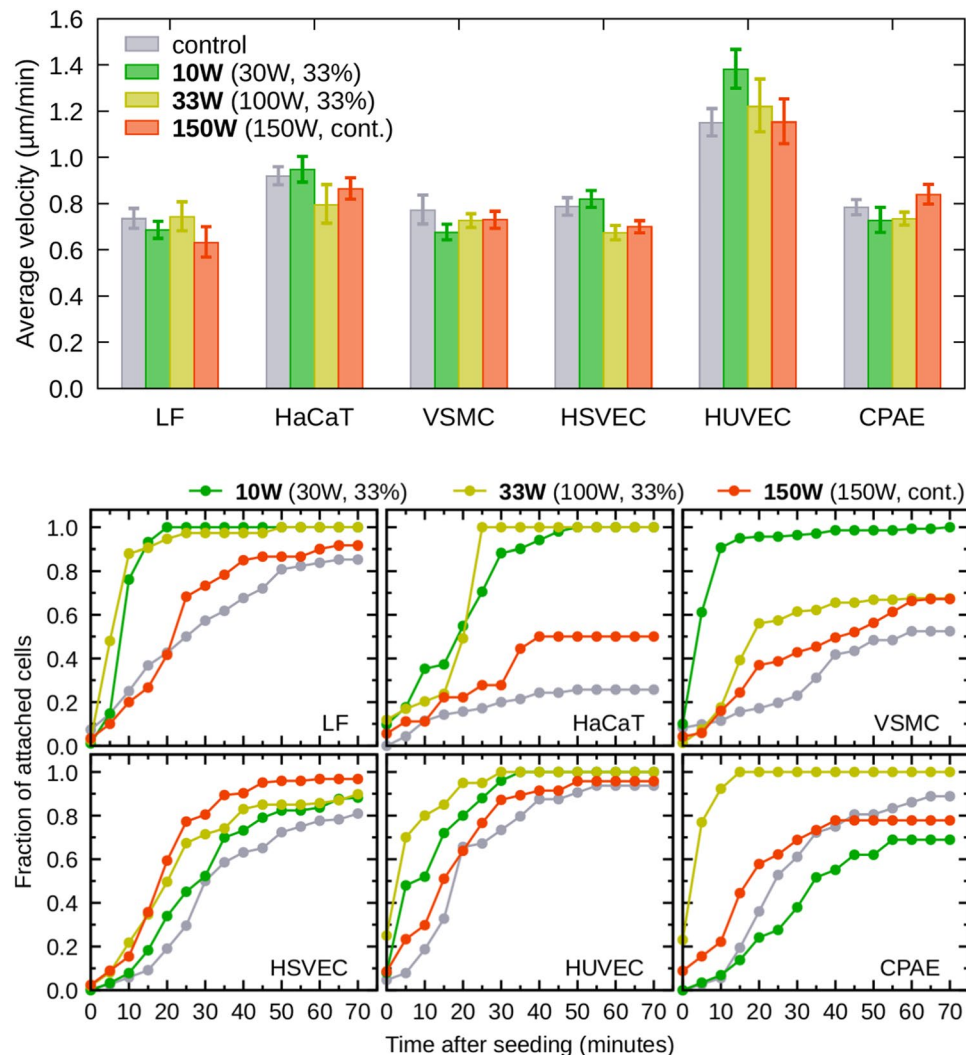 Average velocity (µm/min)
1.6
1.4
1.2
1.0
0.8
0.6
0.4
0.2
0.0
control
10W (30W, 33%)
33W (100W, 33%)
150W (150W, cont.)
LF HaCaT VSMC HSVEC HUVEC CPAE
10W (30W, 33%) 33W (100W, 33%) 150W (150W, cont.)
Fraction of attached cells
1.0
0.8
0.6
0.4
0.2
0.0
LF HaCaT VSMC
1.0
0.8
0.6
0.4
0.2
0.0
HSVEC HUVEC CPAE
0 10 20 30 40 50 60 70 0 10 20 30 40 50 60 70 0 10 20 30 40 50 60 70
Time after seeding (minutes)